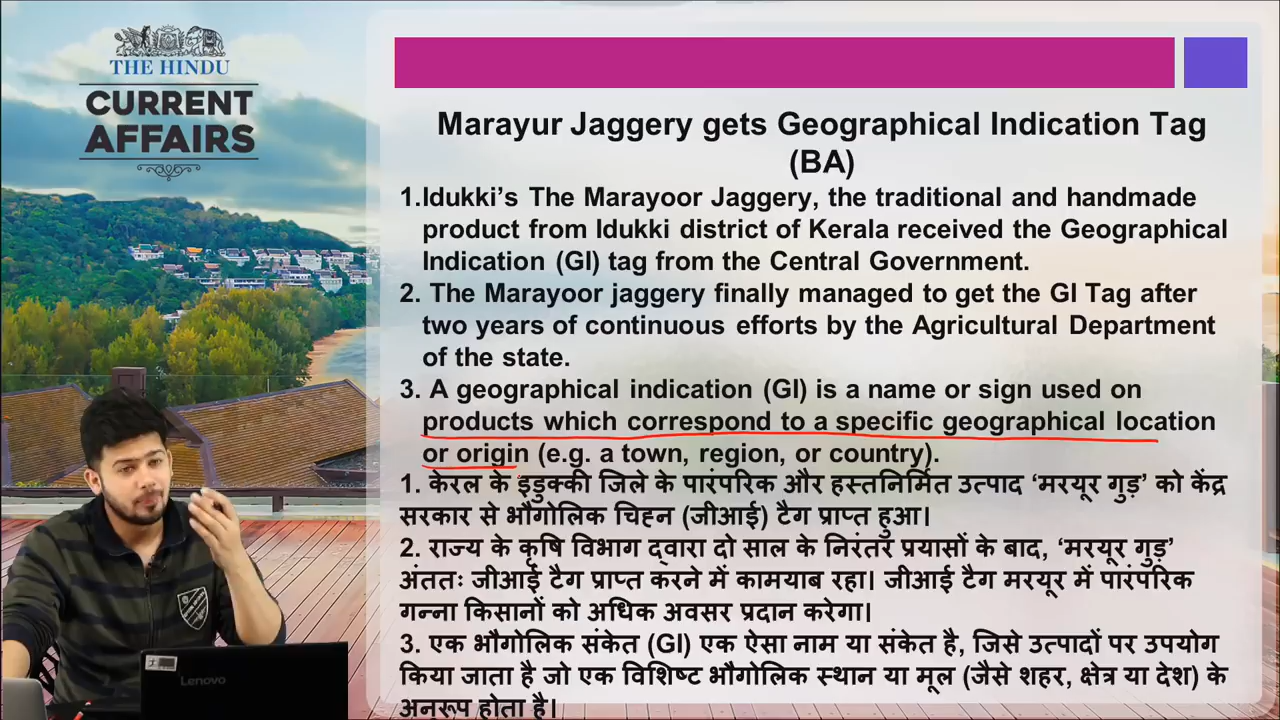 THE HINDU
CURRENT
AFFAIRS
Marayur Jaggery gets Geographical Indication Tag
(BA)
1.Idukki’s The Marayoor Jaggery, the traditional and handmade
product from Idukki district of Kerala received the Geographical
Indication (GI) tag from the Central Government.
2. The Marayoor jaggery finally managed to get the GI Tag after
two years of continuous efforts by the Agricultural Department
of the state.
3. A geographical indication (GI) is a name or sign used on
products which correspond to a specific geographical location
or origin (e.g. a town, region, or country).
1. केरल के इडुक्की जिले के पारंपरिक और हस्तनिर्मित उत्पाद ‘मरयूर गुड़’ को केंद्र
सरकार से भौगोलिक चिह्न (जीआई) टैग प्राप्त हुआ।
2. राज्य के कृषि विभाग द्वारा दो साल के निरंतर प्रयासों के बाद, ‘मरयूर गुड़’
अंततः जीआई टैग प्राप्त करने में कामयाब रहा। जीआई टैग मरयूर में पारंपरिक
गन्ना किसानों को अधिक अवसर प्रदान करेगा।
3. एक भौगोलिक संकेत (GI) एक ऐसा नाम या संकेत है, जिसे उत्पादों पर उपयोग
किया जाता है जो एक विशिष्ट भौगोलिक स्थान या मूल (जैसे शहर, क्षेत्र या देश) के
अनुरूप होता है।
Lenovo